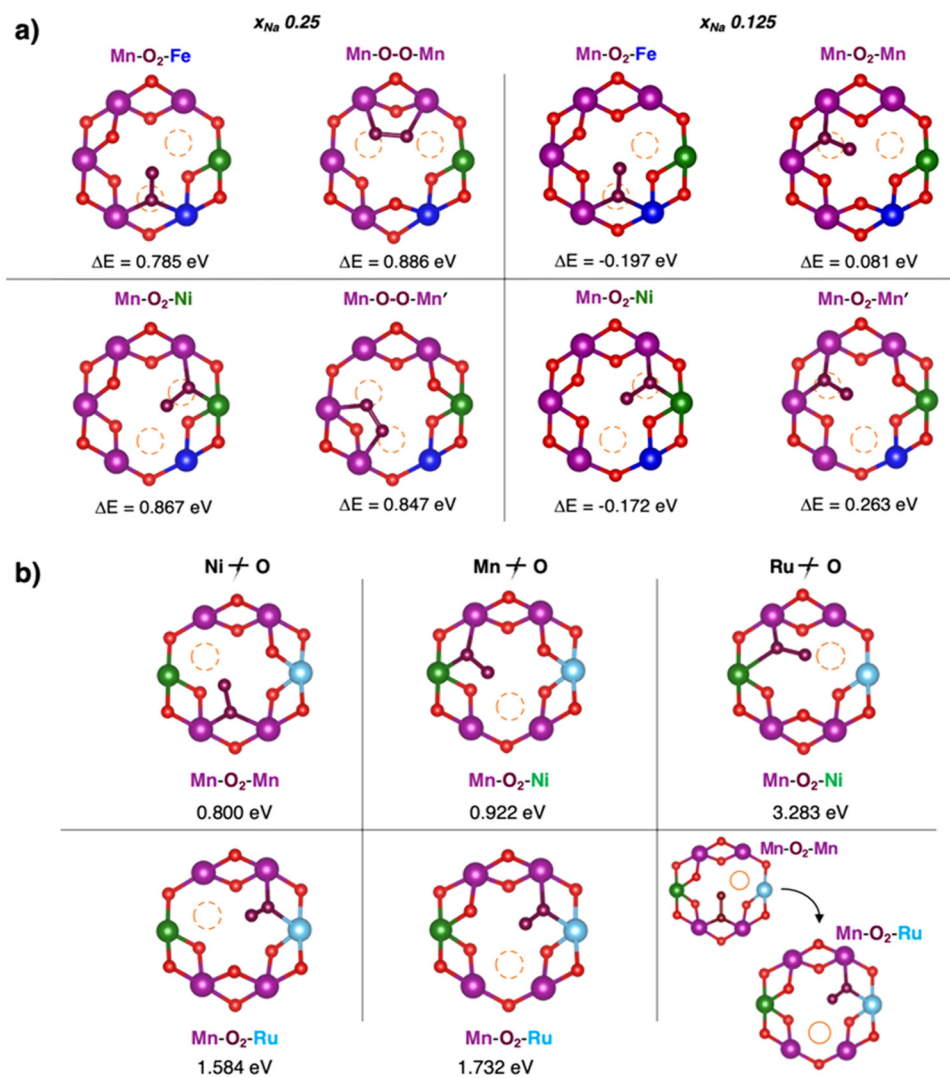 a)
x_Na 0.25
x_Na 0.125
Mn-O₂-Fe
Mn-O-O-Mn
Mn-O₂-Fe
Mn-O₂-Mn
ΔE = 0.785 eV
ΔE = 0.886 eV
ΔE = -0.197 eV
ΔE = 0.081 eV
Mn-O₂-Ni
Mn-O-O-Mn′
Mn-O₂-Ni
Mn-O₂-Mn′
ΔE = 0.867 eV
ΔE = 0.847 eV
ΔE = -0.172 eV
ΔE = 0.263 eV
b)
Ni ⌿ O
Mn ⌿ O
Ru ⌿ O
Mn-O₂-Mn
0.800 eV
Mn-O₂-Ni
0.922 eV
Mn-O₂-Ni
3.283 eV
Mn-O₂-Ru
1.584 eV
Mn-O₂-Ru
1.732 eV
Mn-O₂-Mn
Mn-O₂-Ru